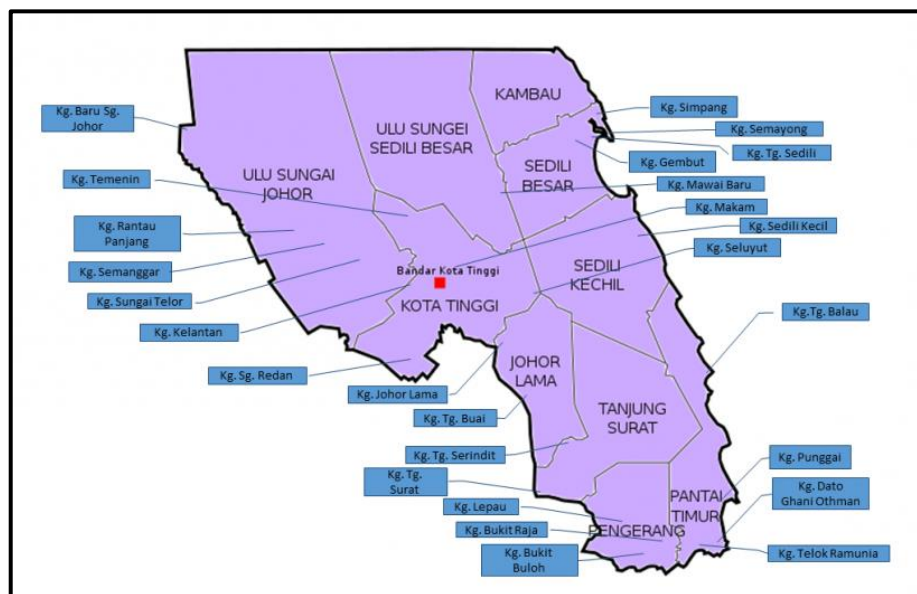 KAMBAU
Kg. Simpang
Kg. Baru Sg.
Johor
Kg. Semayong
ULU SUNGEI
SEDILI BESAR
Kg. Tg. Sedili
Kg. Gembut
SEDILI
BESAR
ULU SUNGAI
JOHOR
Kg. Temenin
Kg. Mawai Baru
Kg. Makam
Kg. Rantau
Panjang
Kg. Sedili Kecil
Kg. Seluyut
Kg. Semanggar
Bandar Kota Tinggi
SEDILI
KECHIL
Kg. Sungai Telor
KOTA TINGGI
Kg.Tg. Balau
Kg. Kelantan
JOHOR
LAMA
Kg. Sg. Redan
Kg. Johor Lama
TANJUNG
SURAT
Kg. Tg. Buai
Kg. Tg. Serindit
Kg. Punggai
Kg. Tg.
Surat
Kg. Dato
Ghani Othman
PANTAI
TIMUR
Kg. Lepau
PENGERANG
Kg. Bukit Raja
Kg. Bukit
Buloh
Kg. Telok Ramunia